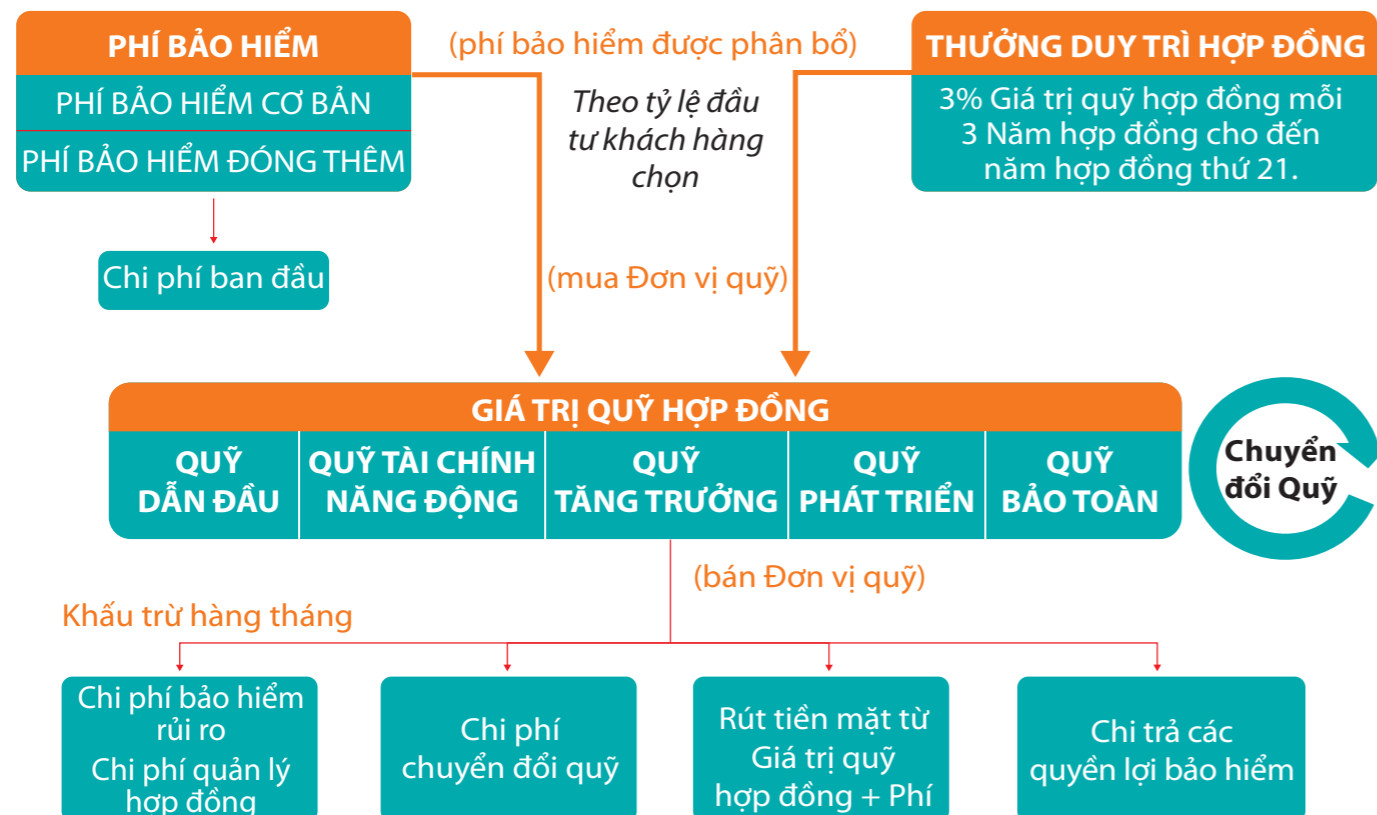 PHÍ BẢO HIỂM
PHÍ BẢO HIỂM CƠ BẢN
PHÍ BẢO HIỂM ĐÓNG THÊM
(phí bảo hiểm được phân bổ)
Theo tỷ lệ đầu
tư khách hàng
chọn
THƯỞNG DUY TRÌ HỢP ĐỒNG
3% Giá trị quỹ hợp đồng mỗi
3 Năm hợp đồng cho đến
năm hợp đồng thứ 21.
Chi phí ban đầu
(mua Đơn vị quỹ)
GIÁ TRỊ QUỸ HỢP ĐỒNG
QUỸ
DẪN ĐẦU
QUỸ TÀI CHÍNH
NĂNG ĐỘNG
QUỸ
TĂNG TRƯỞNG
QUỸ
PHÁT TRIỂN
QUỸ
BẢO TOÀN
Chuyển
đổi Quỹ
(bán Đơn vị quỹ)
Khấu trừ hàng tháng
Chi phí bảo hiểm
rủi ro
Chi phí quản lý
hợp đồng
Chi phí
chuyển đổi quỹ
Rút tiền mặt từ
Giá trị quỹ
hợp đồng + Phí
Chi trả các
quyền lợi bảo hiểm